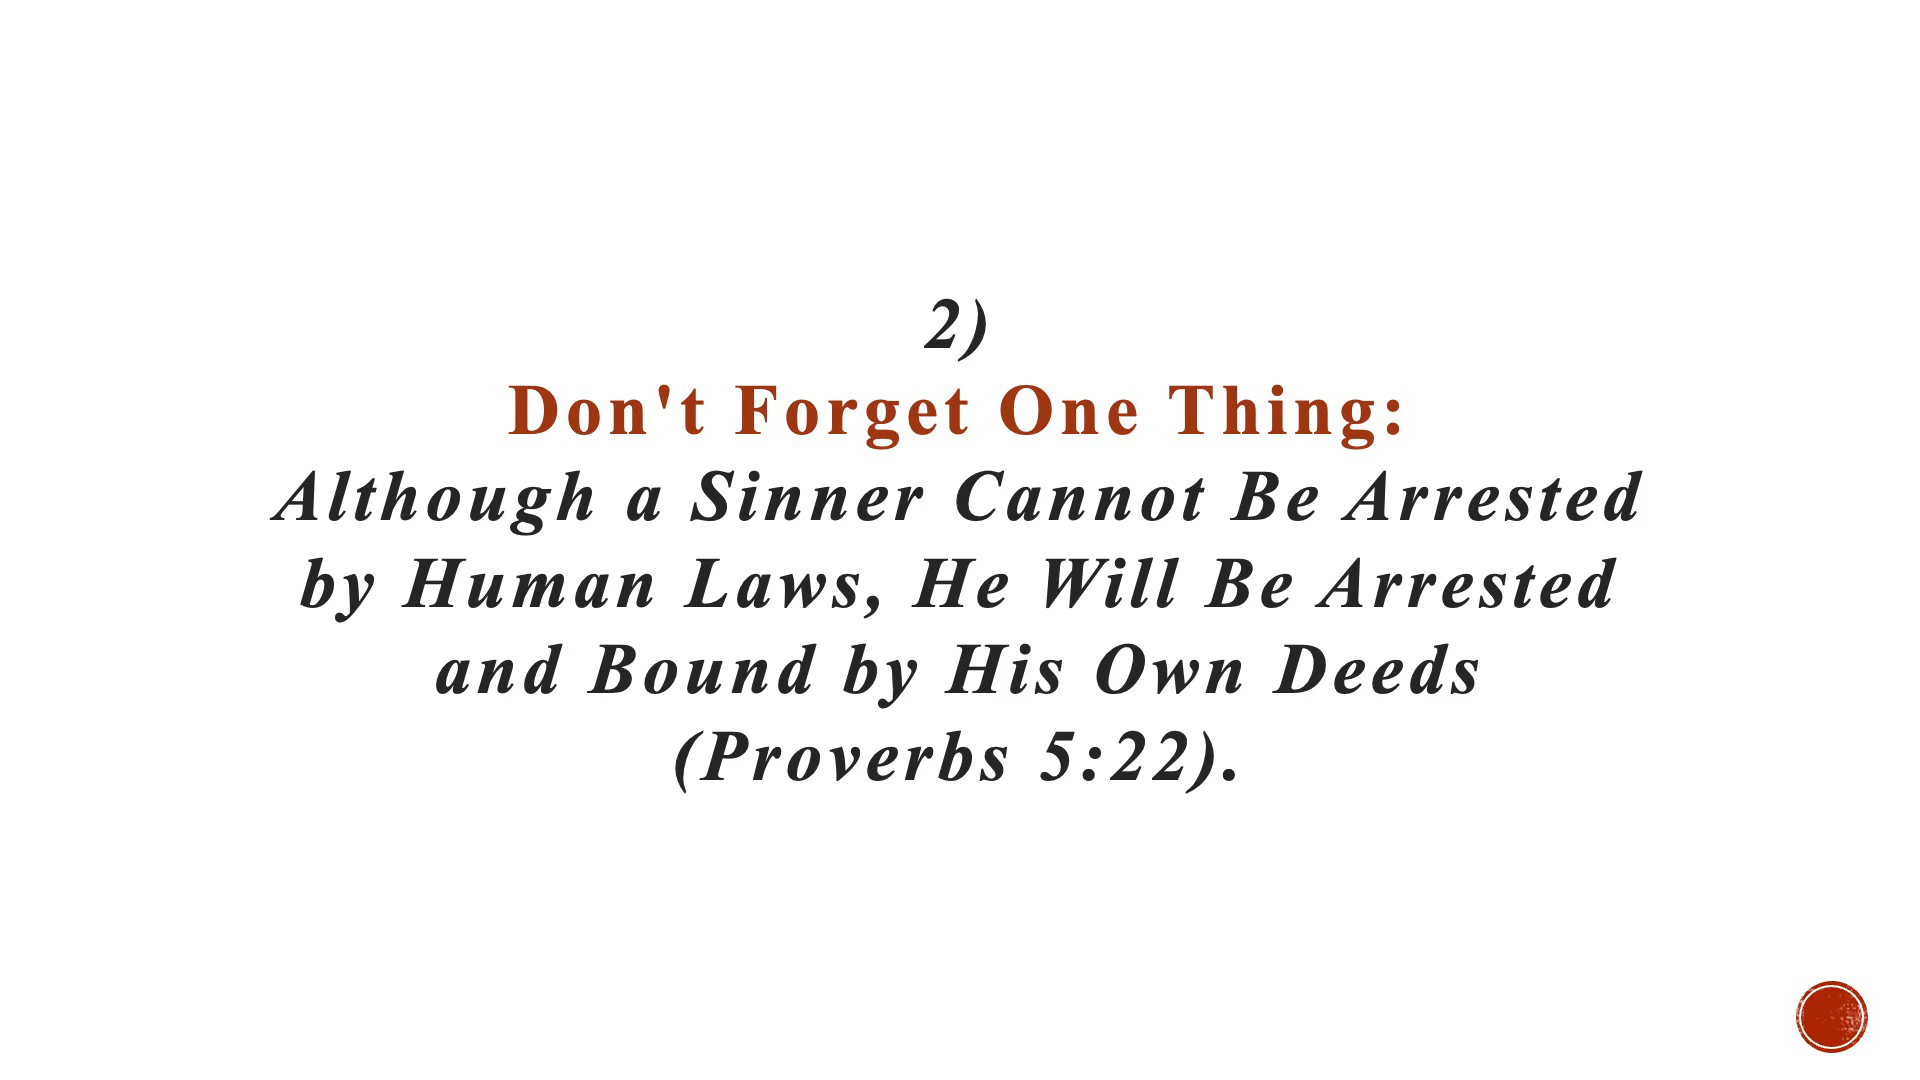 2)
Don't Forget One Thing:
Although a Sinner Cannot Be Arrested
by Human Laws, He Will Be Arrested
and Bound by His Own Deeds
(Proverbs 5:22).